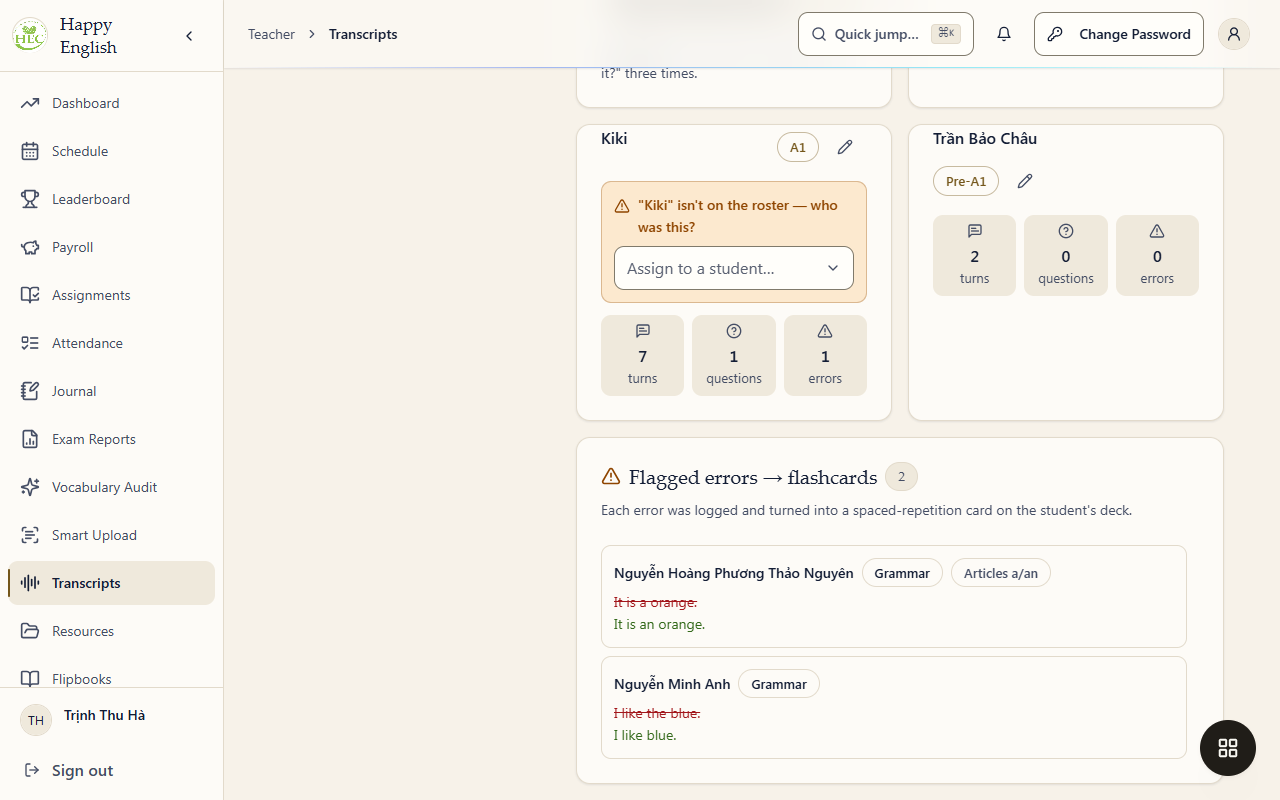 Happy
English
HEC
Teacher > Transcripts
Quick jump... ⌘K
Change Password
Dashboard
Schedule
Leaderboard
Payroll
Assignments
Attendance
Journal
Exam Reports
Vocabulary Audit
Smart Upload
Transcripts
Resources
Flipbooks
TH Trịnh Thu Hà
Sign out
it?" three times.
Kiki A1
"Kiki" isn't on the roster — who
was this?
Assign to a student...
7 1 1
turns questions errors
Trần Bảo Châu
Pre-A1
2 0 0
turns questions errors
Flagged errors → flashcards 2
Each error was logged and turned into a spaced-repetition card on the student's deck.
Nguyễn Hoàng Phương Thảo Nguyên Grammar Articles a/an
It is a orange.
It is an orange.
Nguyễn Minh Anh Grammar
I like the blue.
I like blue.